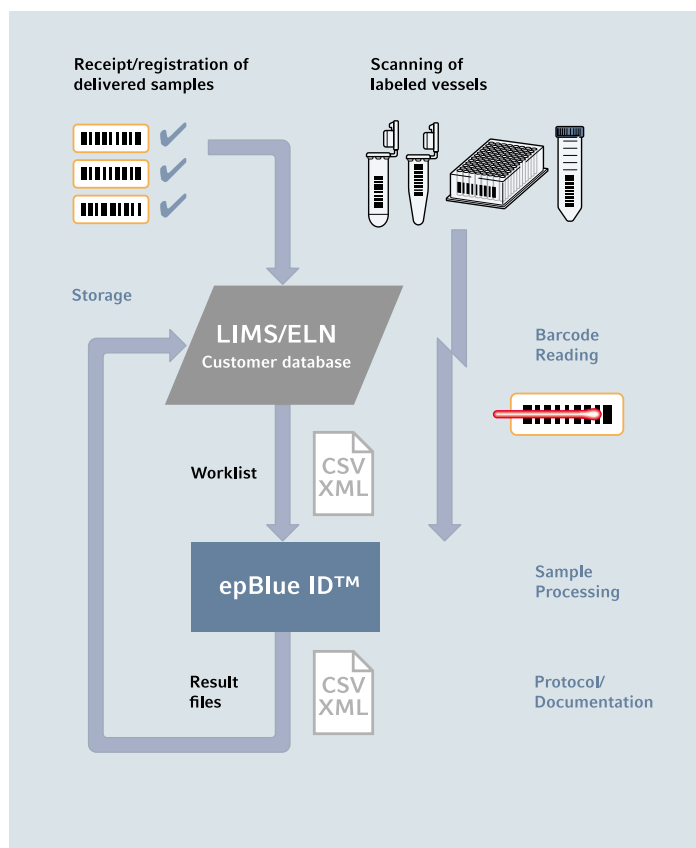 Receipt/registration of
delivered samples
Scanning of
labeled vessels
Storage
LIMS/ELN
Customer database
Barcode
Reading
Worklist
CSV
XML
epBlue ID™
Sample
Processing
Result
files
CSV
XML
Protocol/
Documentation